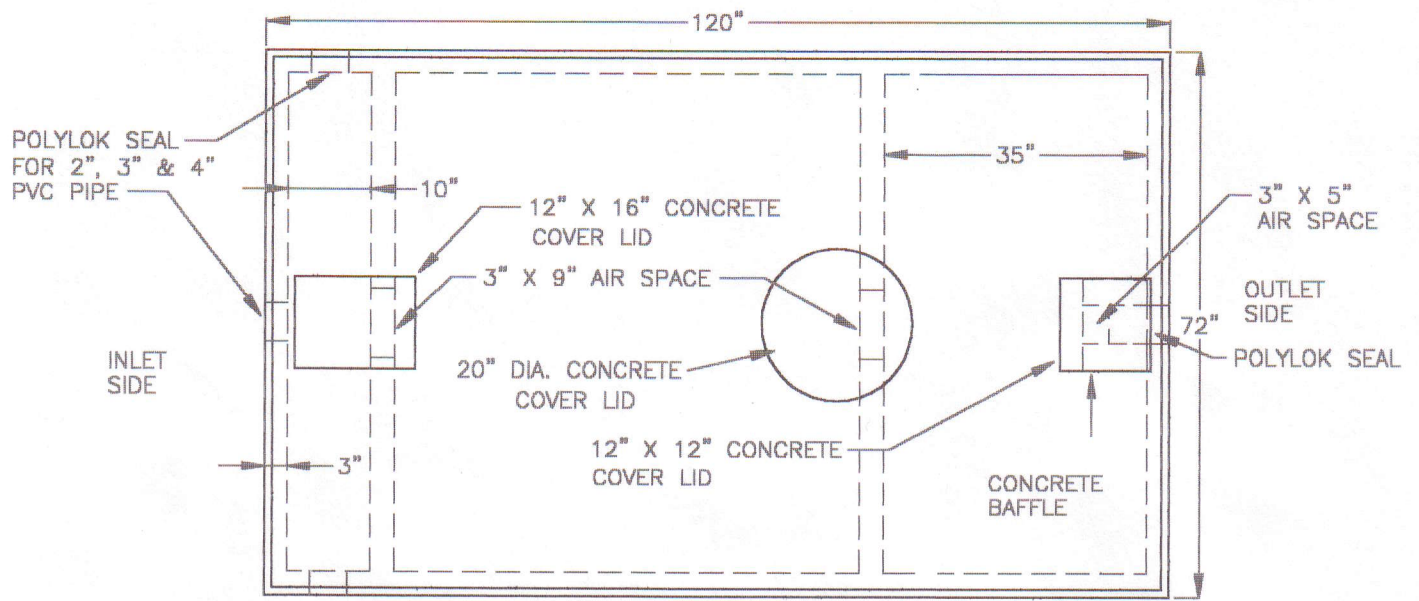 120"
POLYLOK SEAL
FOR 2", 3" & 4"
PVC PIPE
10"
35"
12" X 16" CONCRETE
COVER LID
3" X 9" AIR SPACE
3" X 5"
AIR SPACE
INLET
SIDE
20" DIA. CONCRETE
COVER LID
OUTLET
SIDE
72"
POLYLOK SEAL
12" X 12" CONCRETE
COVER LID
3"
CONCRETE
BAFFLE